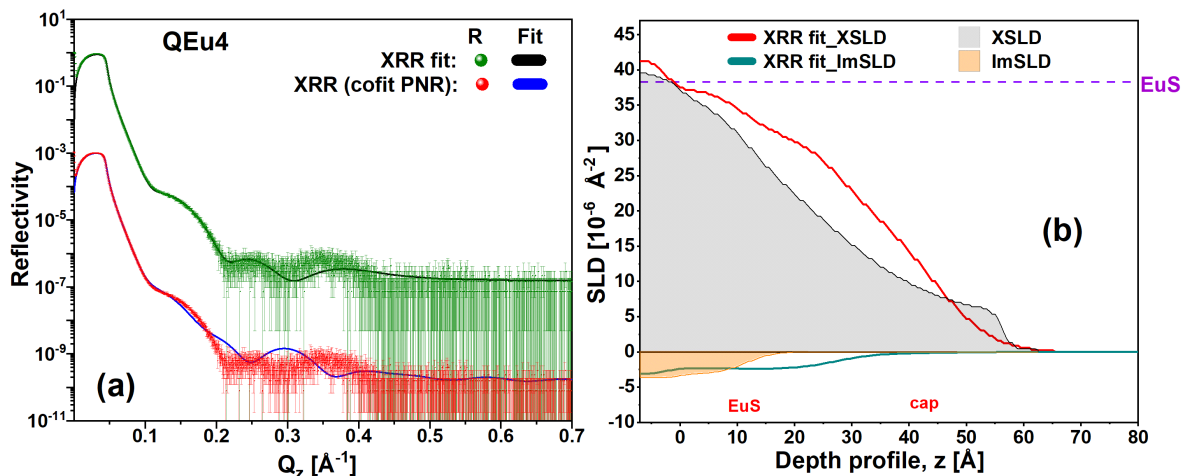 QEu4
R Fit
XRR fit:
XRR (cofit PNR):
10¹
10⁻¹
10⁻³
10⁻⁵
10⁻⁷
10⁻⁹
10⁻¹¹
Reflectivity
(a)
0.1 0.2 0.3 0.4 0.5 0.6 0.7
Q_z [Å⁻¹]
XRR fit_XSLD XSLD
XRR fit_ImSLD ImSLD
45
40
35
30
25
20
15
10
5
0
-5
-10
SLD [10⁻⁶ Å⁻²]
EuS
(b)
EuS cap
0 10 20 30 40 50 60 70 80
Depth profile, z [Å]